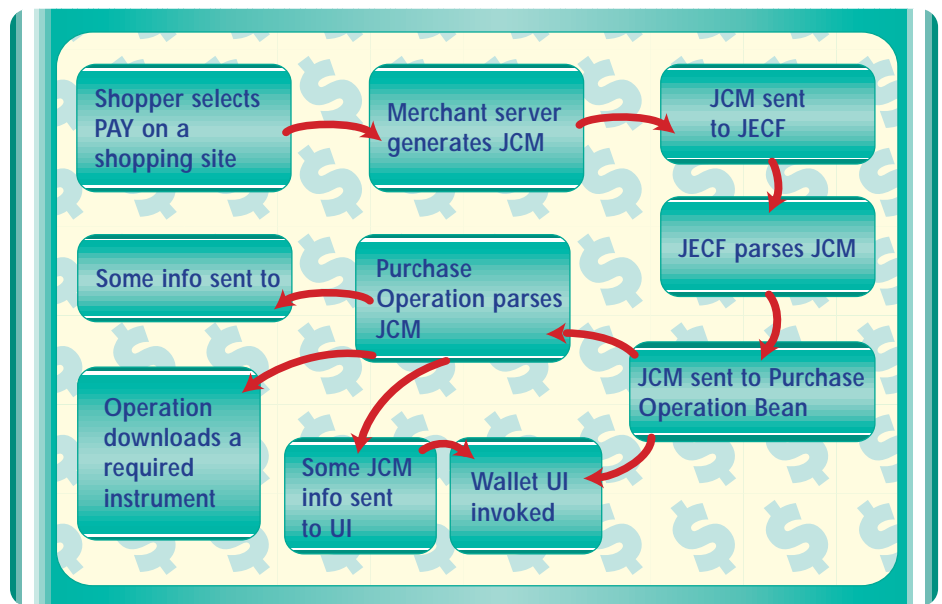 Shopper selects
PAY on a
shopping site
Merchant server
generates JCM
JCM sent
to JECF
JECF parses JCM
JCM sent to Purchase
Operation Bean
Purchase
Operation parses
JCM
Some info sent to
Operation
downloads a
required
instrument
Some JCM
info sent
to UI
Wallet UI
invoked